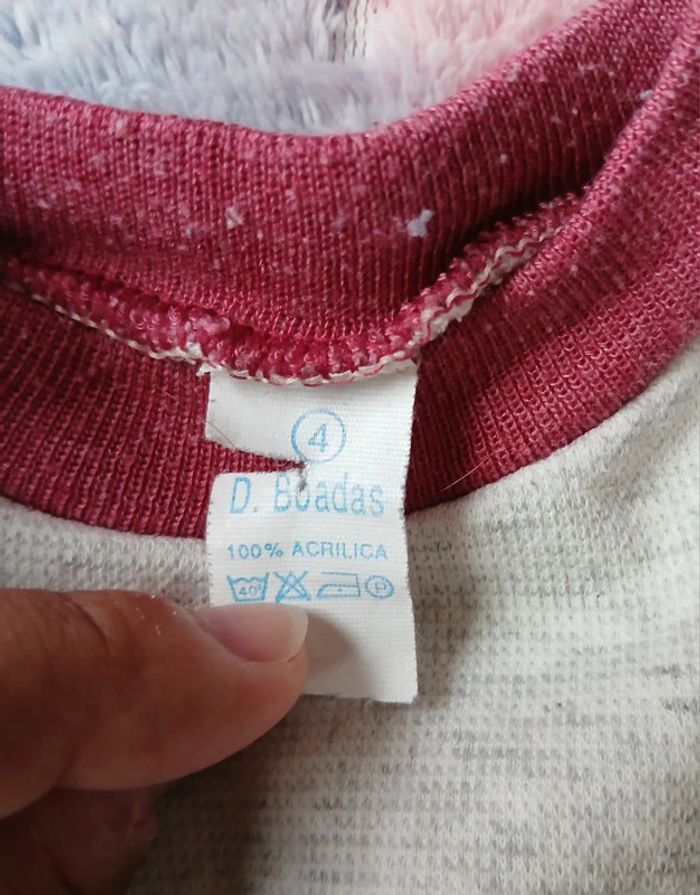 4
D. Boadas
100% ACRILICA
40° P